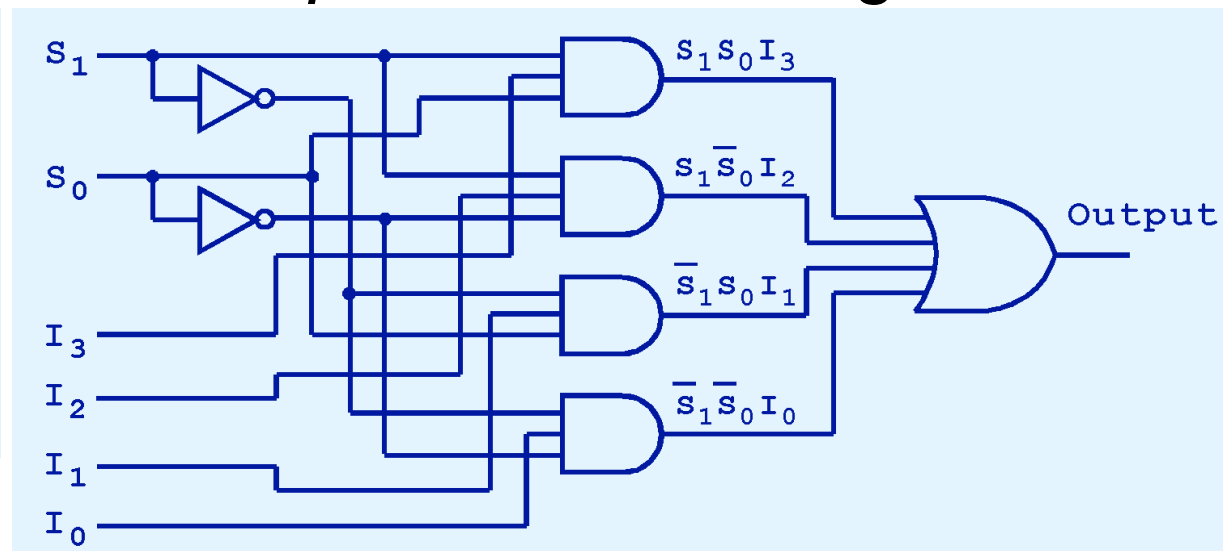 S₁
S₁S₀I₃
S₀
S₁S̅₀I₂
Output
S̅₁S₀I₁
I₃
I₂
S̅₁S̅₀I₀
I₁
I₀